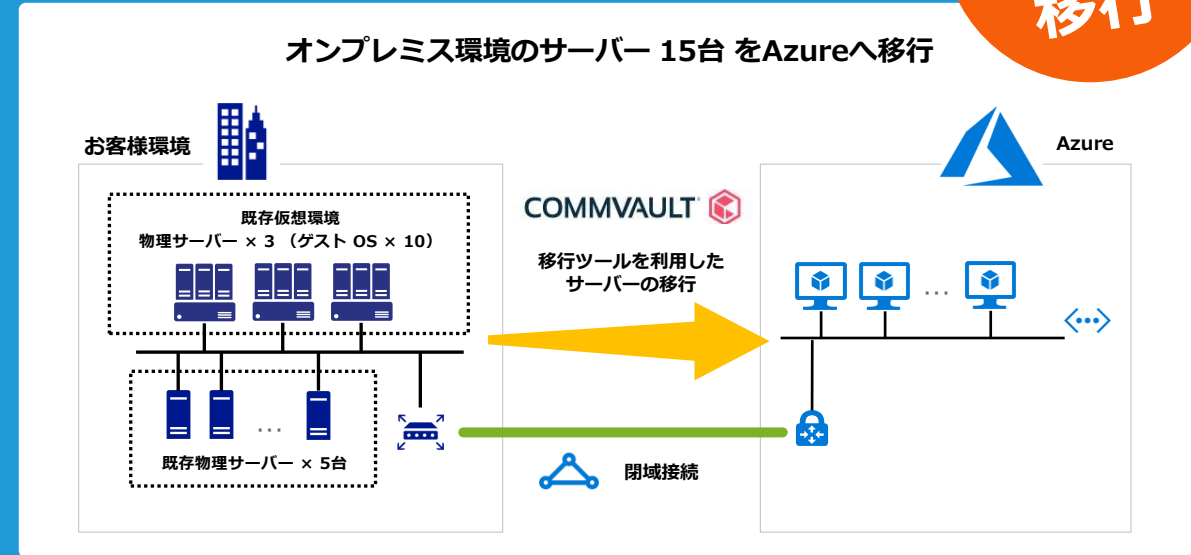 移行
オンプレミス環境のサーバー 15台 をAzureへ移行
お客様環境
Azure
既存仮想環境
物理サーバー × 3 （ゲスト OS × 10）
COMMVAULT
移行ツールを利用した
サーバーの移行
...
...
既存物理サーバー × 5台
閉域接続